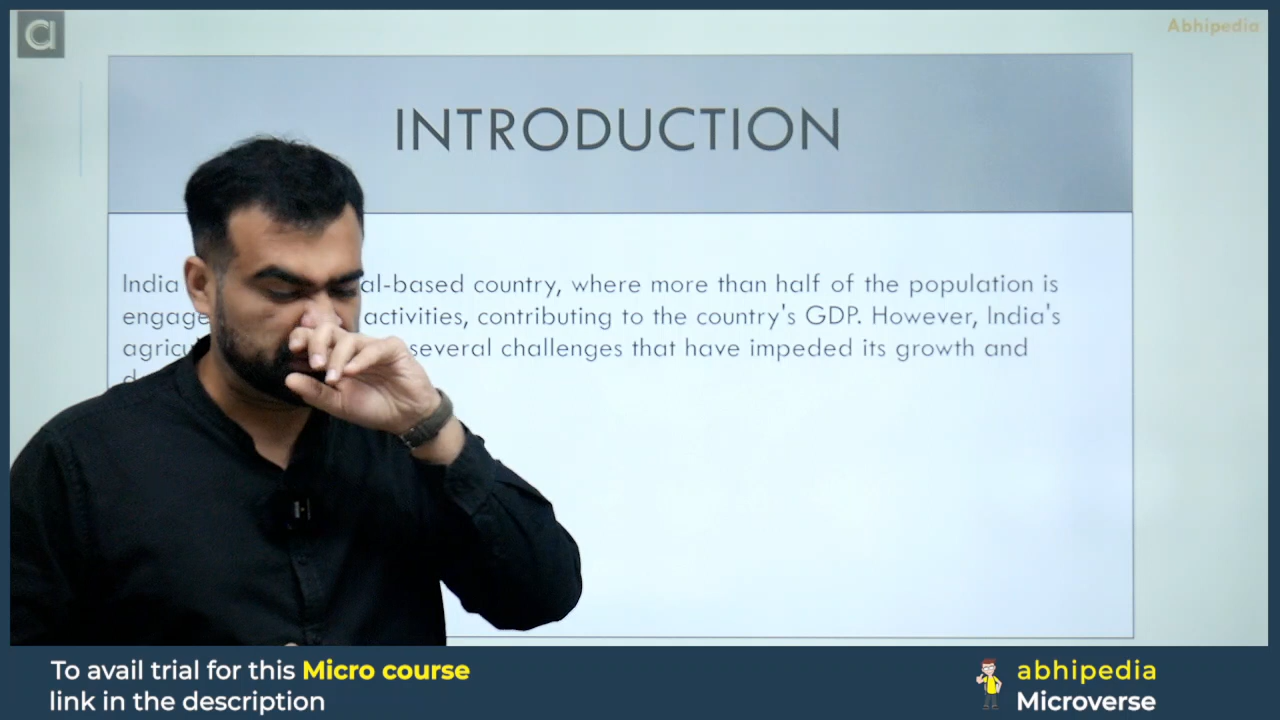 Abhipedia
INTRODUCTION
India al-based country, where more than half of the population is
engage activities, contributing to the country's GDP. However, India's
agricu several challenges that have impeded its growth and
To avail trial for this Micro course
link in the description
abhipedia
Microverse